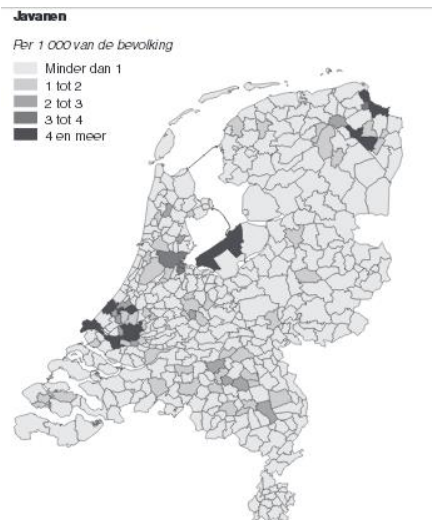 Javanen
Per 1 000 van de bevolking
Minder dan 1
1 tot 2
2 tot 3
3 tot 4
4 en meer